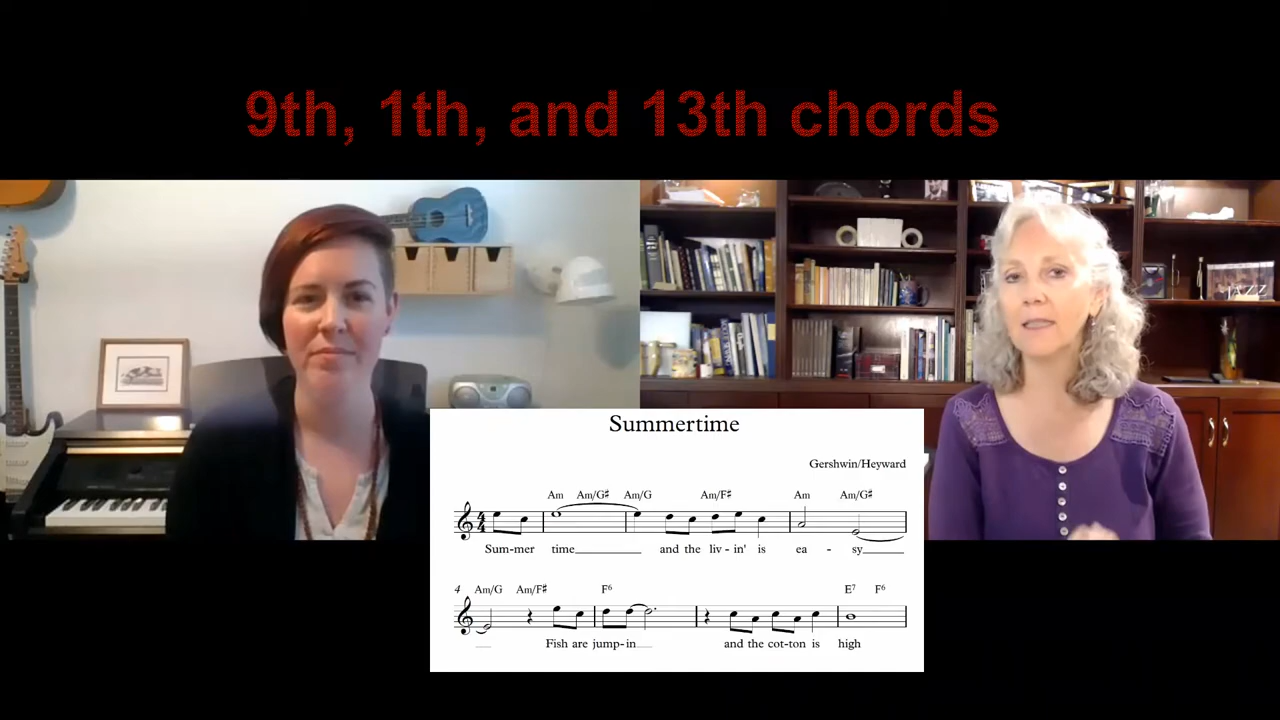 9th, 1th, and 13th chords
JAZZ
Summertime
Gershwin/Heyward
Am Am/G♯ Am/G Am/F♯ Am Am/G♯
Sum-mer time and the liv - in' is ea - sy
4 Am/G Am/F♯ F6 E7 F6
Fish are jump-in and the cot-ton is high